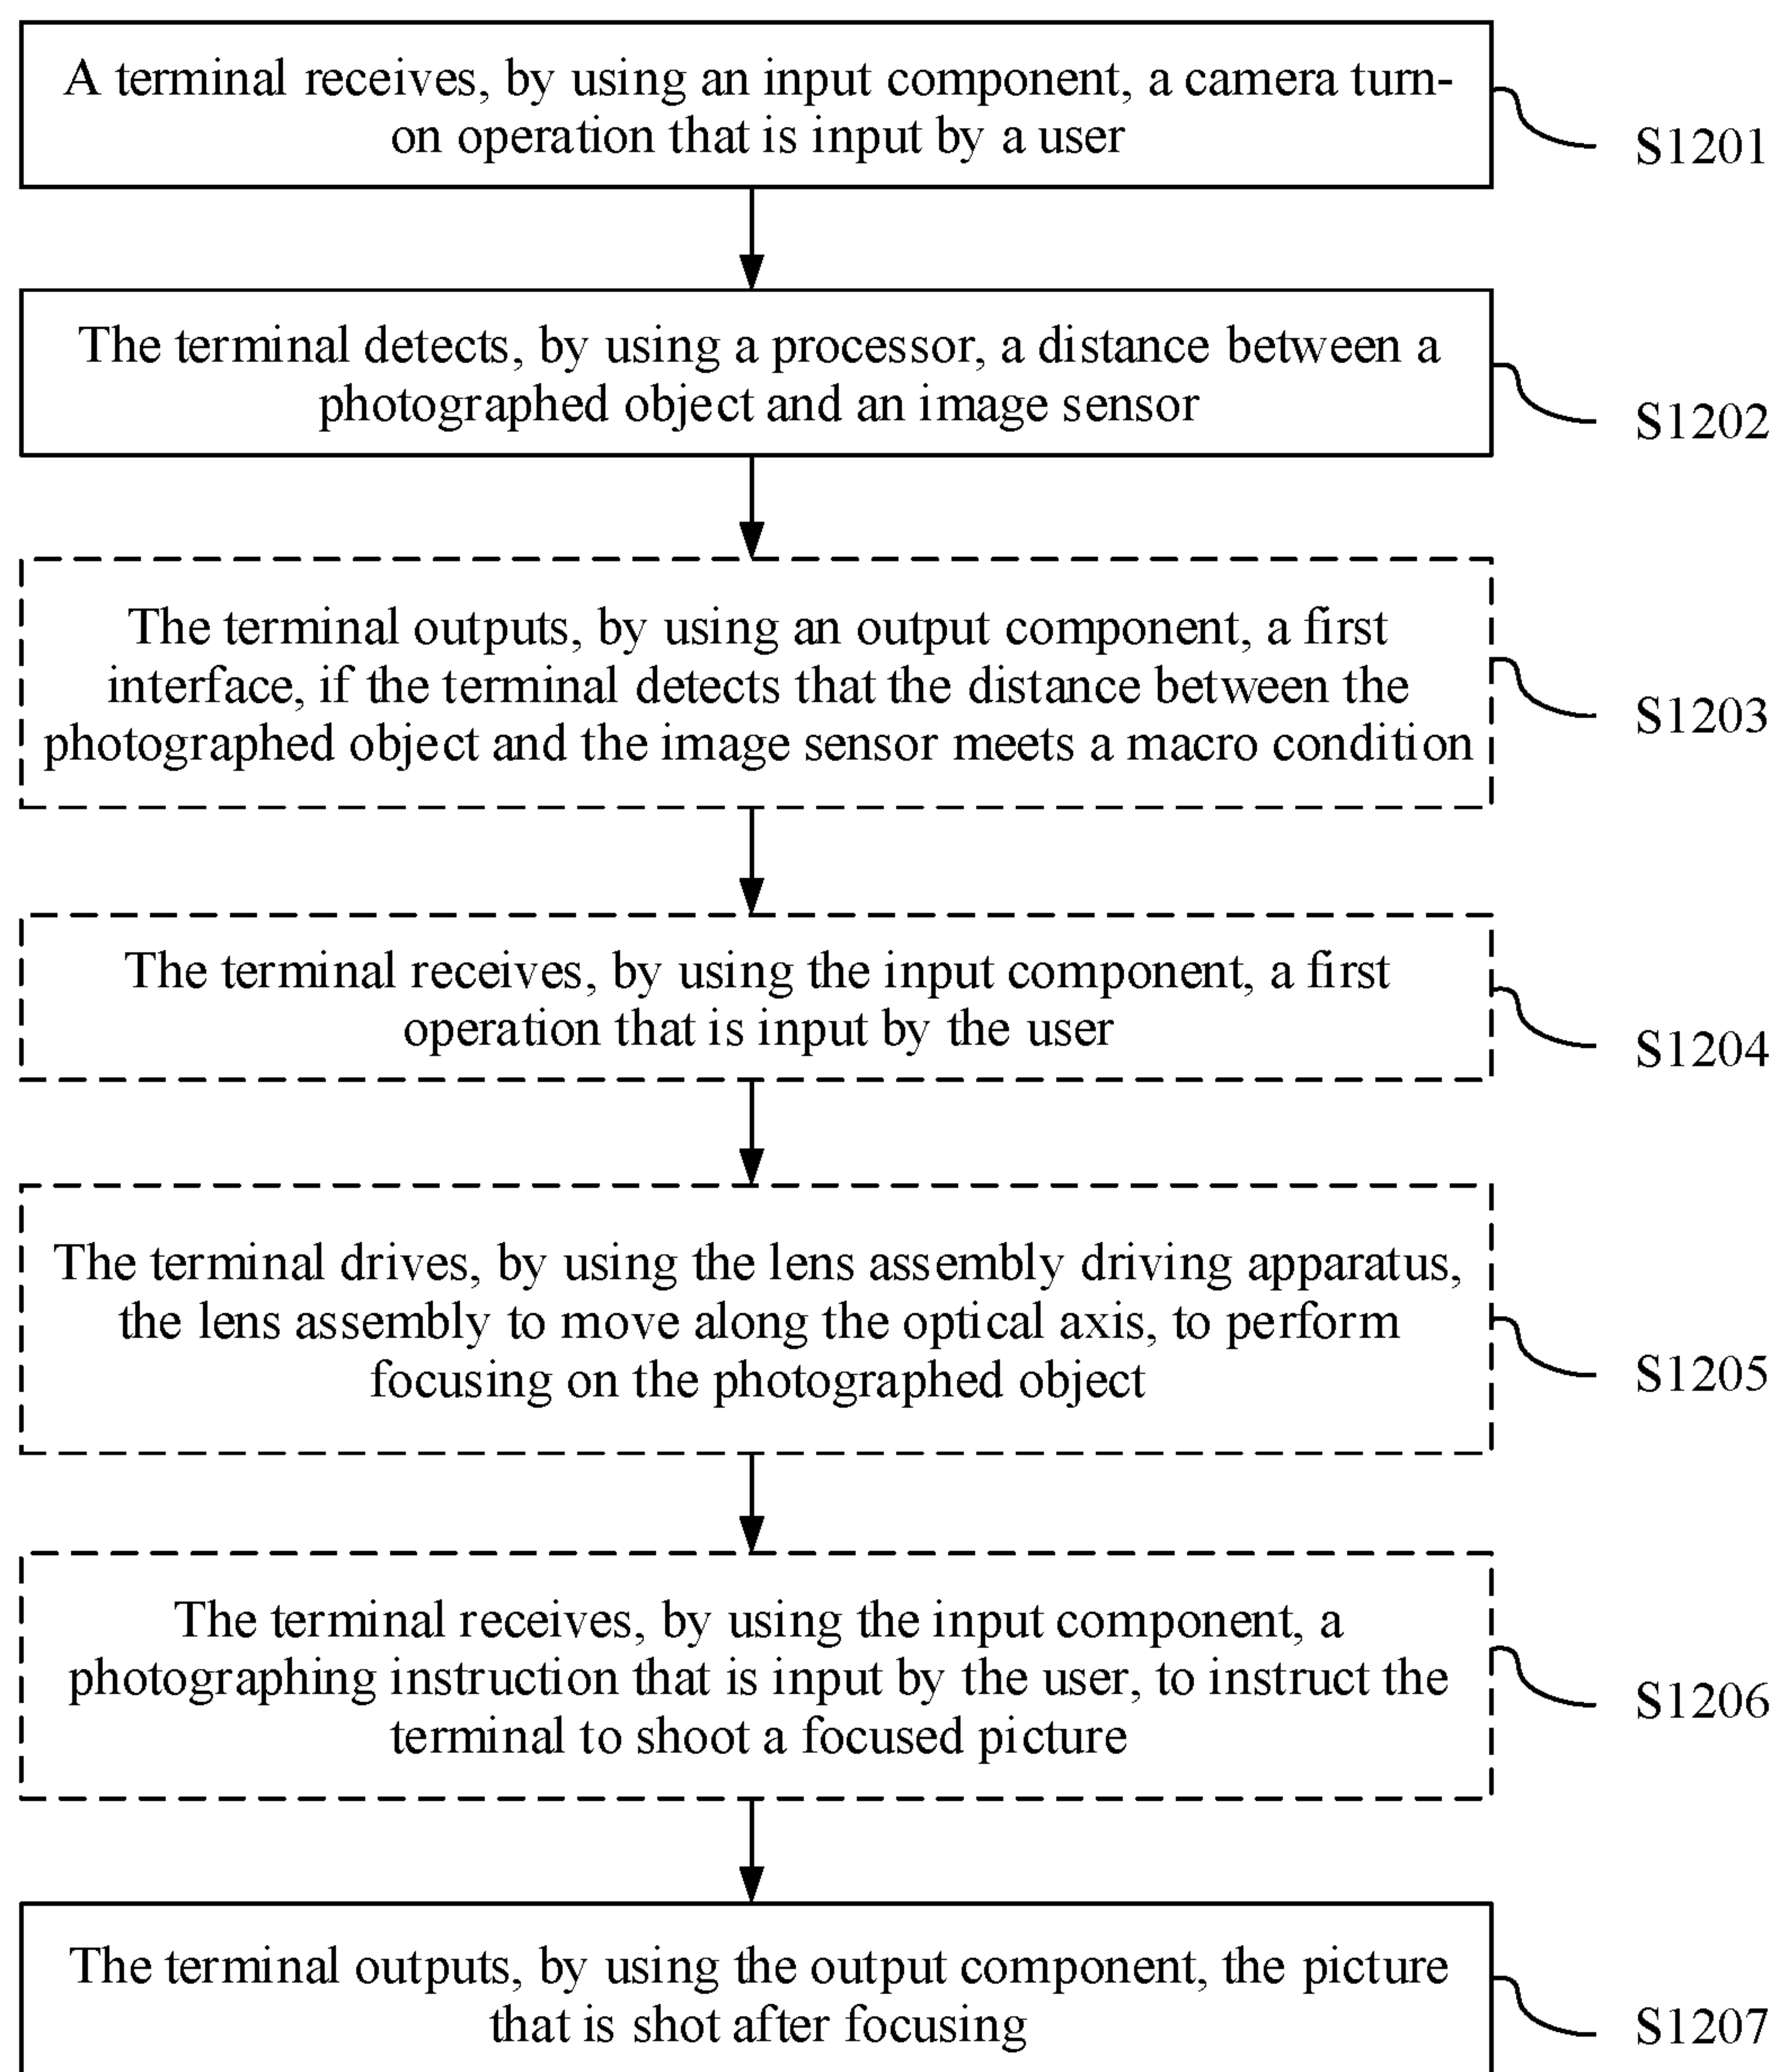 A terminal receives, by using an input component, a camera turn-
on operation that is input by a user
S1201
The terminal detects, by using a processor, a distance between a
photographed object and an image sensor
S1202
The terminal outputs, by using an output component, a first
interface, if the terminal detects that the distance between the
photographed object and the image sensor meets a macro condition
S1203
The terminal receives, by using the input component, a first
operation that is input by the user
S1204
The terminal drives, by using the lens assembly driving apparatus,
the lens assembly to move along the optical axis, to perform
focusing on the photographed object
S1205
The terminal receives, by using the input component, a
photographing instruction that is input by the user, to instruct the
terminal to shoot a focused picture
S1206
The terminal outputs, by using the output component, the picture
that is shot after focusing
S1207